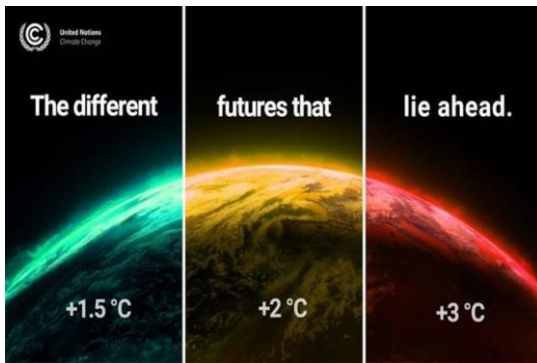 United Nations
Climate Change
The different futures that lie ahead.
+1.5 °C
+2 °C
+3 °C